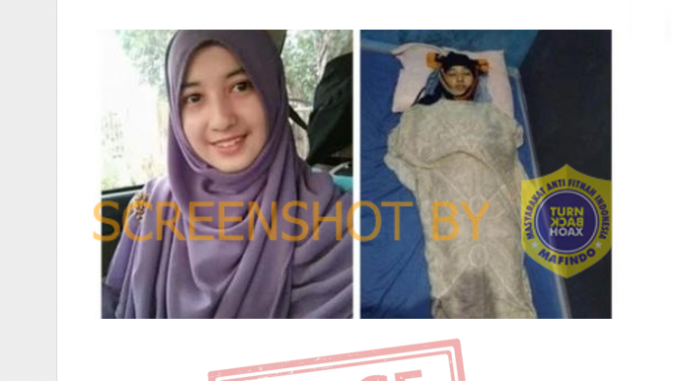 SCREENSHOT BY
MASYARAKAT ANTI FITNAH INDONESIA
TURN
BACK
HOAX
MAFINDO